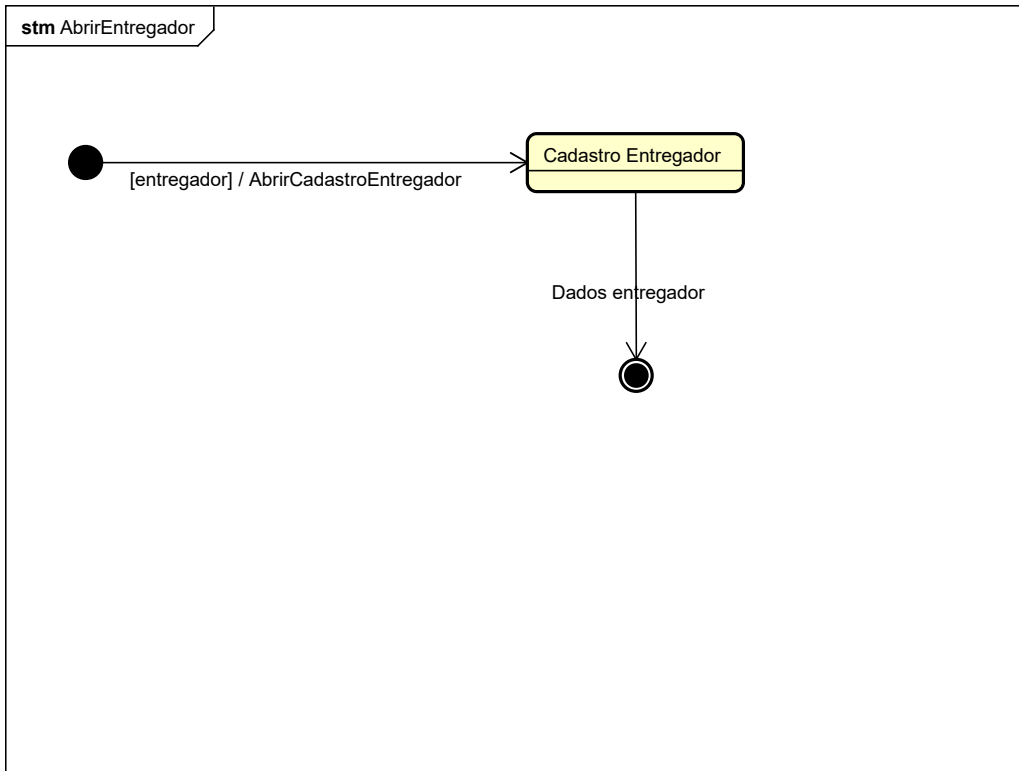 stm AbrirEntregador
Cadastro Entregador
[entregador] / AbrirCadastroEntregador
Dados entregador